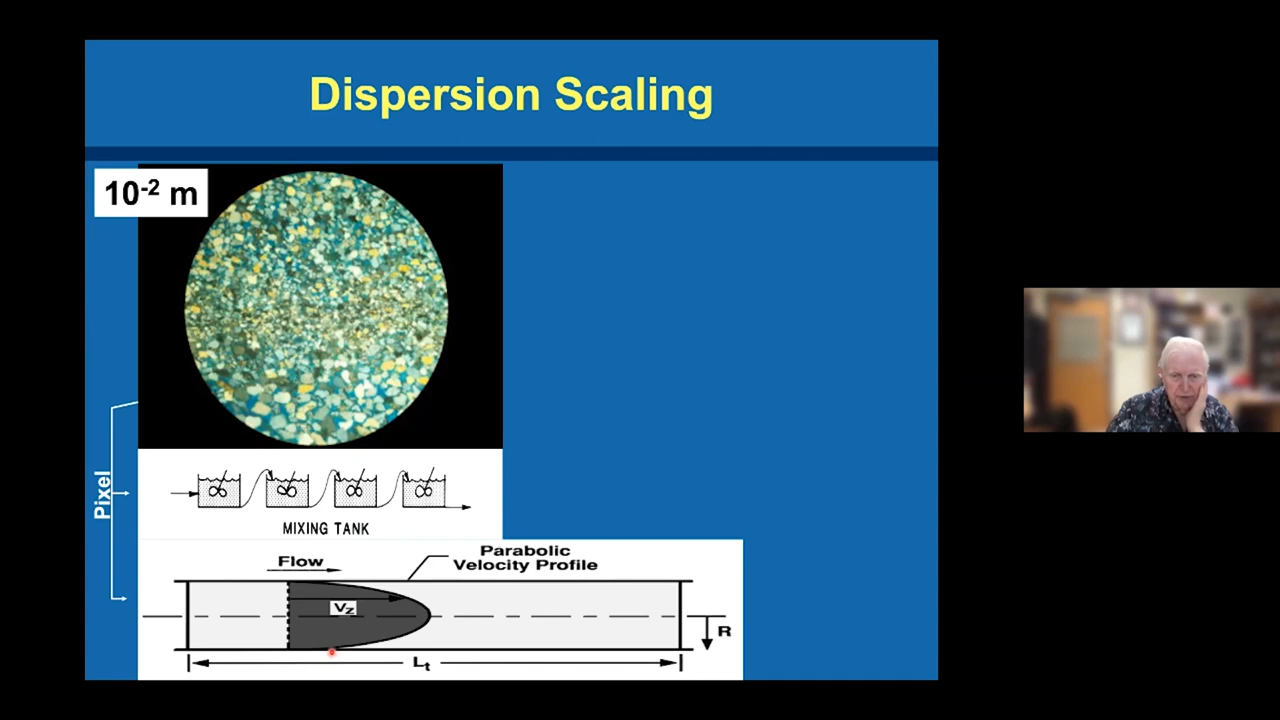 Dispersion Scaling
10⁻² m
Pixel
MIXING TANK
Flow
Parabolic
Velocity Profile
Vz
R
Lt